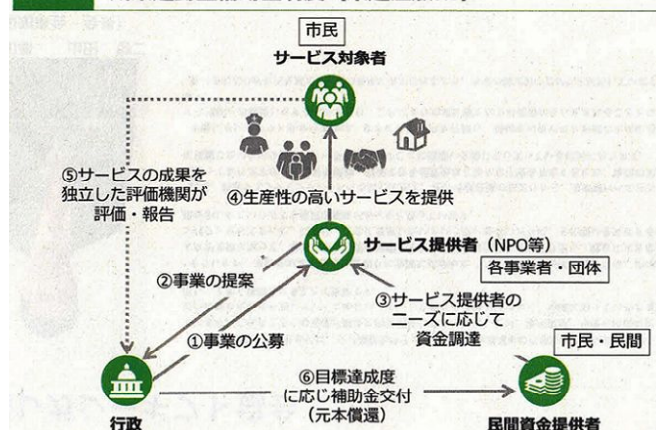 市民
サービス対象者
⑤サービスの成果を
独立した評価機関が
評価・報告
④生産性の高いサービスを提供
サービス提供者(NPO等)
各事業者・団体
②事業の提案
①事業の公募
③サービス提供者の
ニーズに応じて
資金調達
市民・民間
⑥目標達成度
に応じ補助金交付
(元本償還)
行政
民間資金提供者